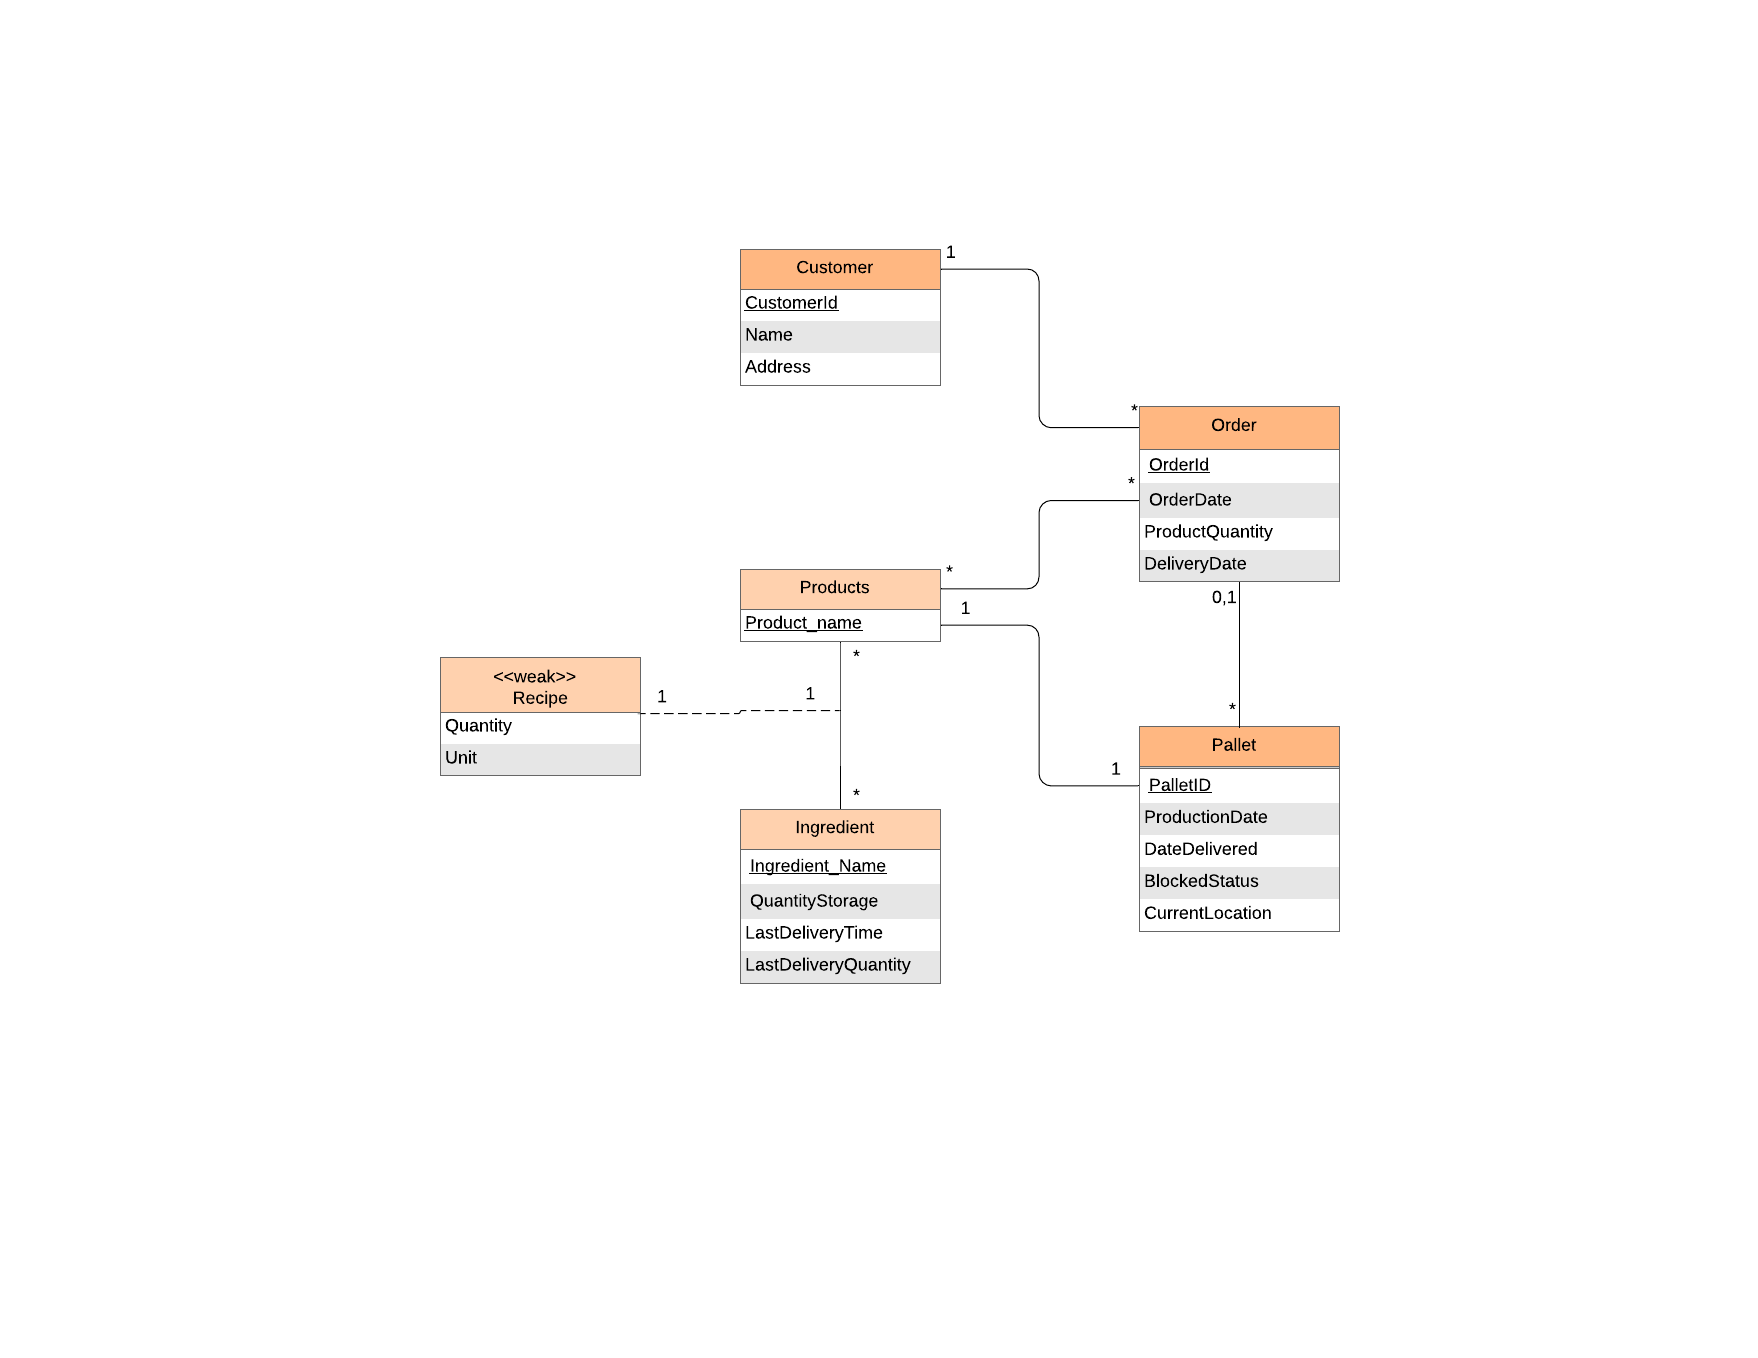 Customer
CustomerId
Name
Address
1
*
Order
OrderId
OrderDate
ProductQuantity
DeliveryDate
*
*
Products
Product_name
1
0,1
*
<<weak>>
Recipe
Quantity
Unit
1
1
*
*
Pallet
PalletID
ProductionDate
DateDelivered
BlockedStatus
CurrentLocation
1
Ingredient
Ingredient_Name
QuantityStorage
LastDeliveryTime
LastDeliveryQuantity